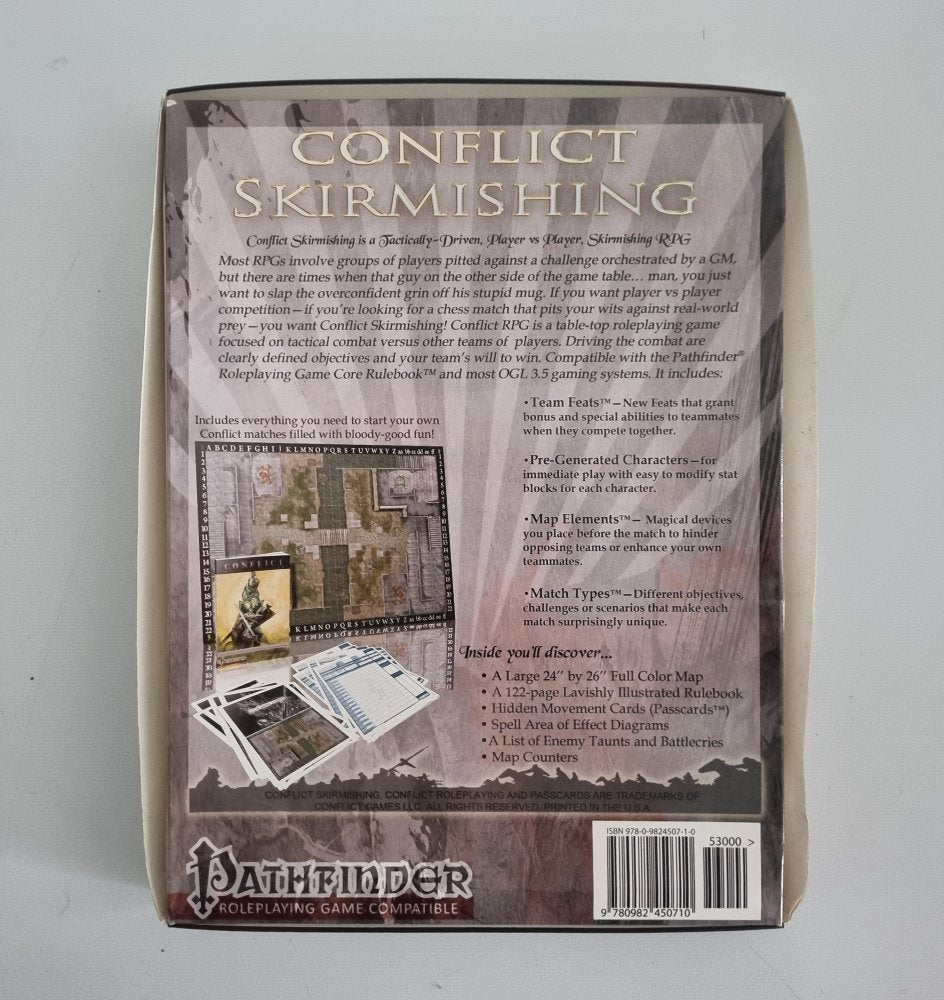 CONFLICT
SKIRMISHING
Conflict Skirmishing is a Tactically-Driven, Player vs Player, Skirmishing RPG
Most RPGs involve groups of players pitted against a challenge orchestrated by a GM,
but there are times when that guy on the other side of the game table... man, you just
want to slap the overconfident grin off his stupid mug. If you want player vs player
competition—if you're looking for a chess match that pits your wits against real-world
prey—you want Conflict Skirmishing! Conflict RPG is a table-top roleplaying game
focused on tactical combat versus other teams of players. Driving the combat are
clearly defined objectives and your team's will to win. Compatible with the Pathfinder®
Roleplaying Game Core Rulebook™ and most OGL 3.5 gaming systems. It includes:
•Team Feats™—New Feats that grant
bonus and special abilities to teammates
when they compete together.
•Pre-Generated Characters—for
immediate play with easy to modify stat
blocks for each character.
•Map Elements™— Magical devices
you place before the match to hinder
opposing teams or enhance your own
teammates.
•Match Types™—Different objectives,
challenges or scenarios that make each
match surprisingly unique.
Includes everything you need to start your own
Conflict matches filled with bloody-good fun!
A B C D E F G H I J K L M N O P Q R S T U V W X Y Z aa bb cc dd ee ff
CONFLICT
K L M N O P Q R S T U V W X Y Z aa bb cc dd ee ff
Inside you'll discover...
• A Large 24″ by 26″ Full Color Map
• A 122-page Lavishly Illustrated Rulebook
• Hidden Movement Cards (Passcards™)
• Spell Area of Effect Diagrams
• A List of Enemy Taunts and Battlecries
• Map Counters
CONFLICT SKIRMISHING, CONFLICT ROLEPLAYING AND PASSCARDS ARE TRADEMARKS OF
CONFLICT GAMES LLC. ALL RIGHTS RESERVED. PRINTED IN THE U.S.A.
PATHFINDER
ROLEPLAYING GAME COMPATIBLE
ISBN 978-0-9824507-1-0
53000 >
9 780982 450710